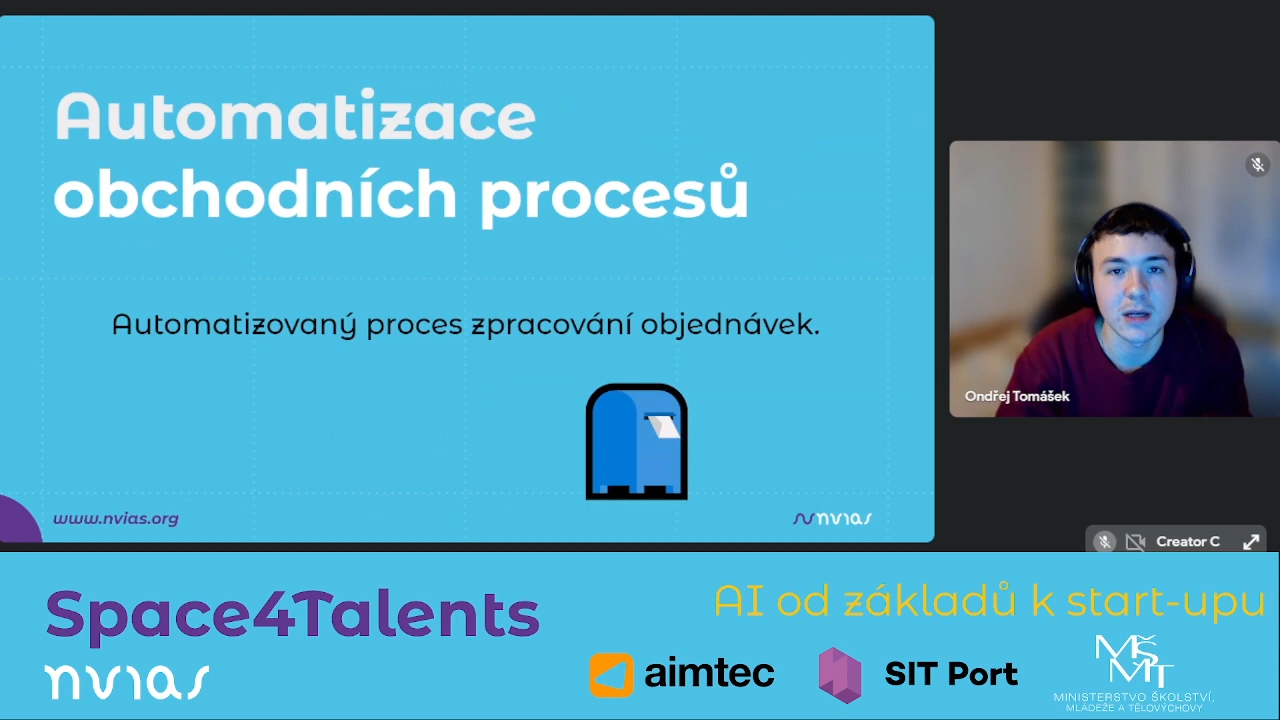 Automatizace
obchodních procesů
Automatizovaný proces zpracování objednávek.
www.nvias.org
nvias
Ondřej Tomášek
Creator C
Space4Talents
nvias
AI od základů k start-upu
aimtec
SIT Port
MŠMT
MINISTERSTVO ŠKOLSTVÍ,
MLÁDEŽE A TĚLOVÝCHOVY